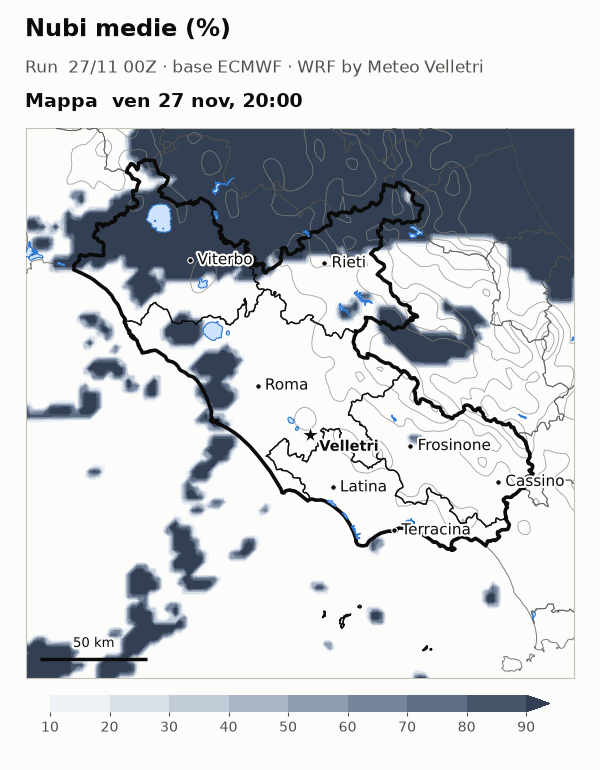 Nubi medie (%)
Run  27/11 00Z · base ECMWF · WRF by Meteo Velletri
Mappa  ven 27 nov, 20:00
Viterbo
Rieti
Roma
Velletri
Frosinone
Cassino
Latina
Terracina
50 km
10 20 30 40 50 60 70 80 90